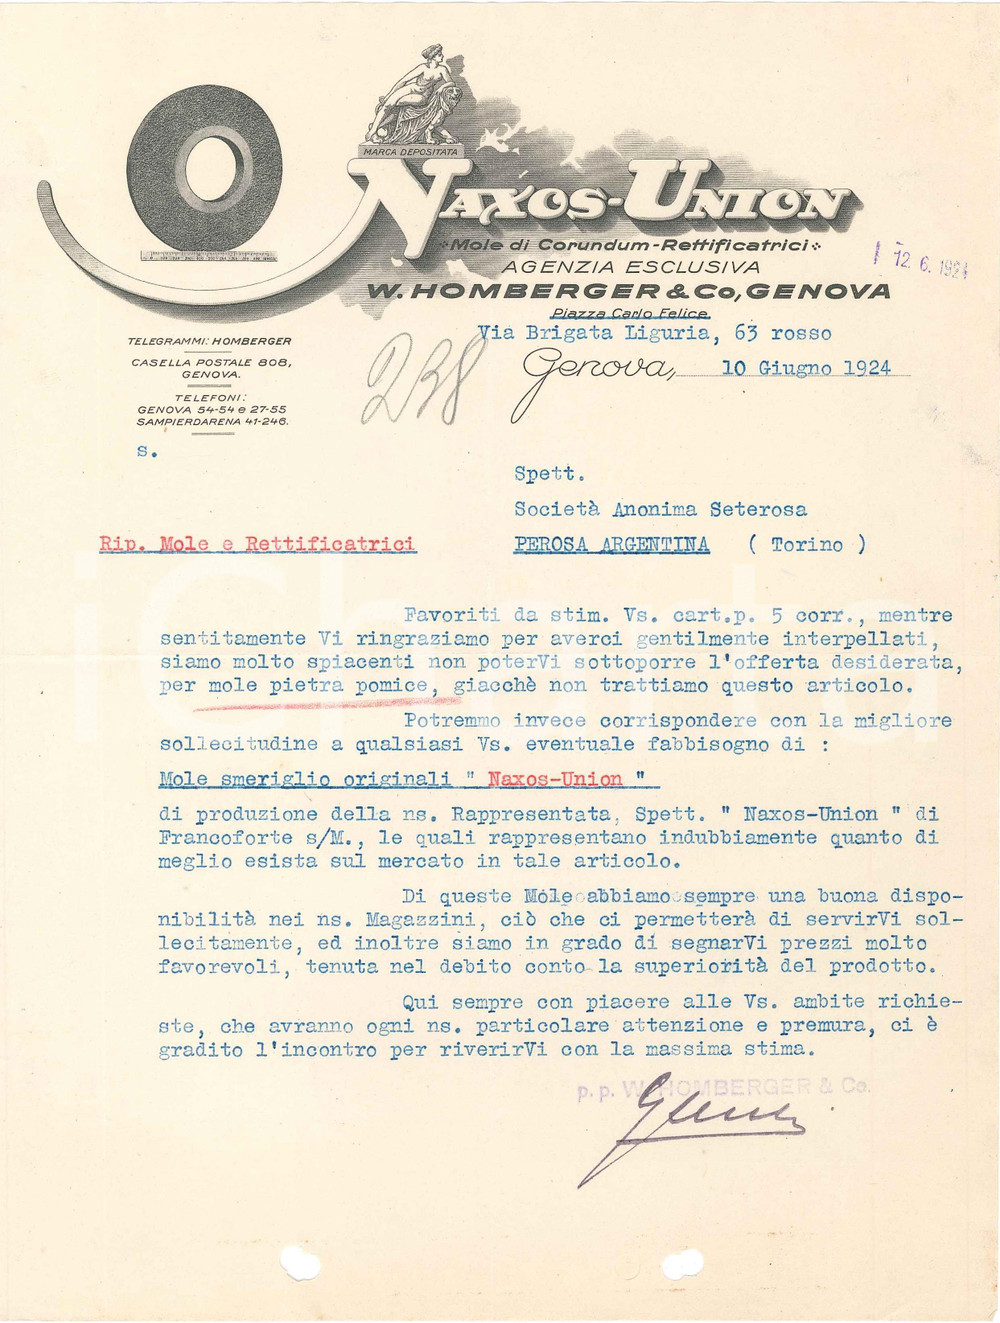 MARCA DEPOSITATA
NAXOS-UNION
Mole di Corundum-Rettificatrici
AGENZIA ESCLUSIVA
W. HOMBERGER & Co, GENOVA
Piazza Carlo Felice
12 6. 1924
Via Brigata Liguria, 63 rosso
TELEGRAMMI: HOMBERGER
CASELLA POSTALE 808,
GENOVA.
TELEFONI:
GENOVA 54-54 e 27-55
SAMPIERDARENA 41-246.
238
Genova, 10 Giugno 1924
s.
Spett.
Società Anonima Seterosa
Rip. Mole e Rettificatrici
PEROSA ARGENTINA ( Torino )
Favoriti da stim. Vs. cart.p. 5 corr., mentre
sentitamente Vi ringraziamo per averci gentilmente interpellati,
siamo molto spiacenti non poterVi sottoporre l'offerta desiderata,
per mole pietra pomice, giacchè non trattiamo questo articolo.
Potremmo invece corrispondere con la migliore
sollecitudine a qualsiasi Vs. eventuale fabbisogno di :
Mole smeriglio originali " Naxos-Union "
di produzione della ns. Rappresentata, Spett. " Naxos-Union " di
Francoforte s/M., le quali rappresentano indubbiamente quanto di
meglio esista sul mercato in tale articolo.
Di queste Mole abbiamo sempre una buona dispo-
nibilità nei ns. Magazzini, ciò che ci permetterà di servirVi sol-
lecitamente, ed inoltre siamo in grado di segnarVi prezzi molto
favorevoli, tenuta nel debito conto la superiorità del prodotto.
Qui sempre con piacere alle Vs. ambite richie-
ste, che avranno ogni ns. particolare attenzione e premura, ci è
gradito l'incontro per riverirVi con la massima stima.
p. p. W. HOMBERGER & Co.
iCharta